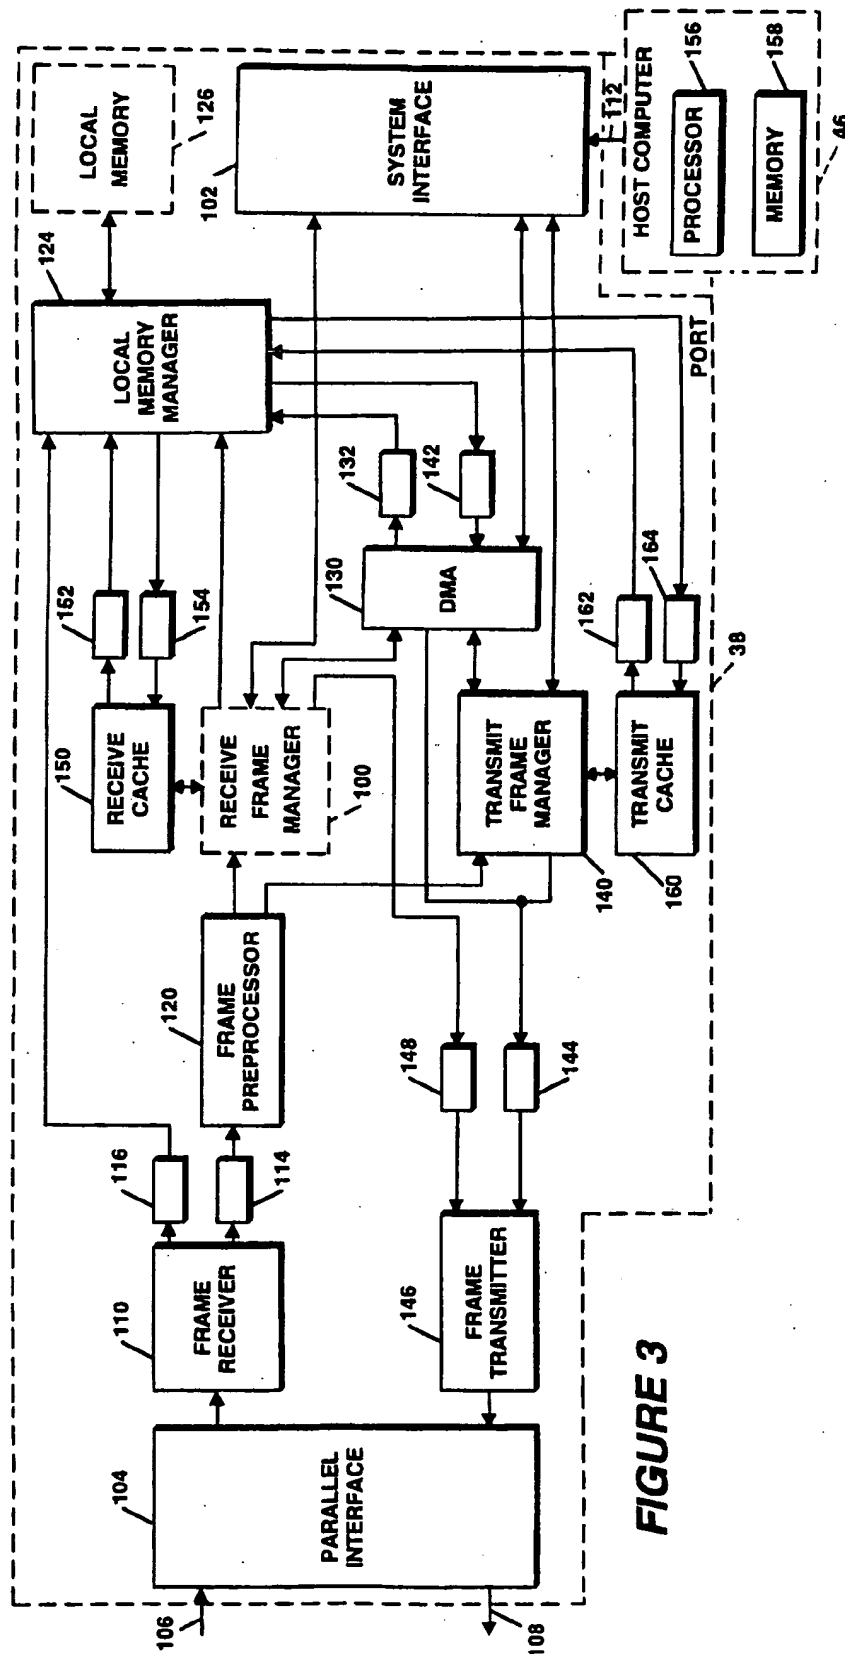 104
PARALLEL
INTERFACE
106
108
110
FRAME
RECEIVER
116
114
146
FRAME
TRANSMITTER
120
FRAME
PREPROCESSOR
148
144
150
RECEIVE
CACHE
152
154
RECEIVE
FRAME
MANAGER
100
TRANSMIT
FRAME
MANAGER
140
TRANSMIT
CACHE
160
162
164
130
DMA
132
142
124
LOCAL
MEMORY
MANAGER
LOCAL
MEMORY
126
102
SYSTEM
INTERFACE
112
PORT
38
HOST COMPUTER
PROCESSOR
156
MEMORY
158
46
FIGURE 3